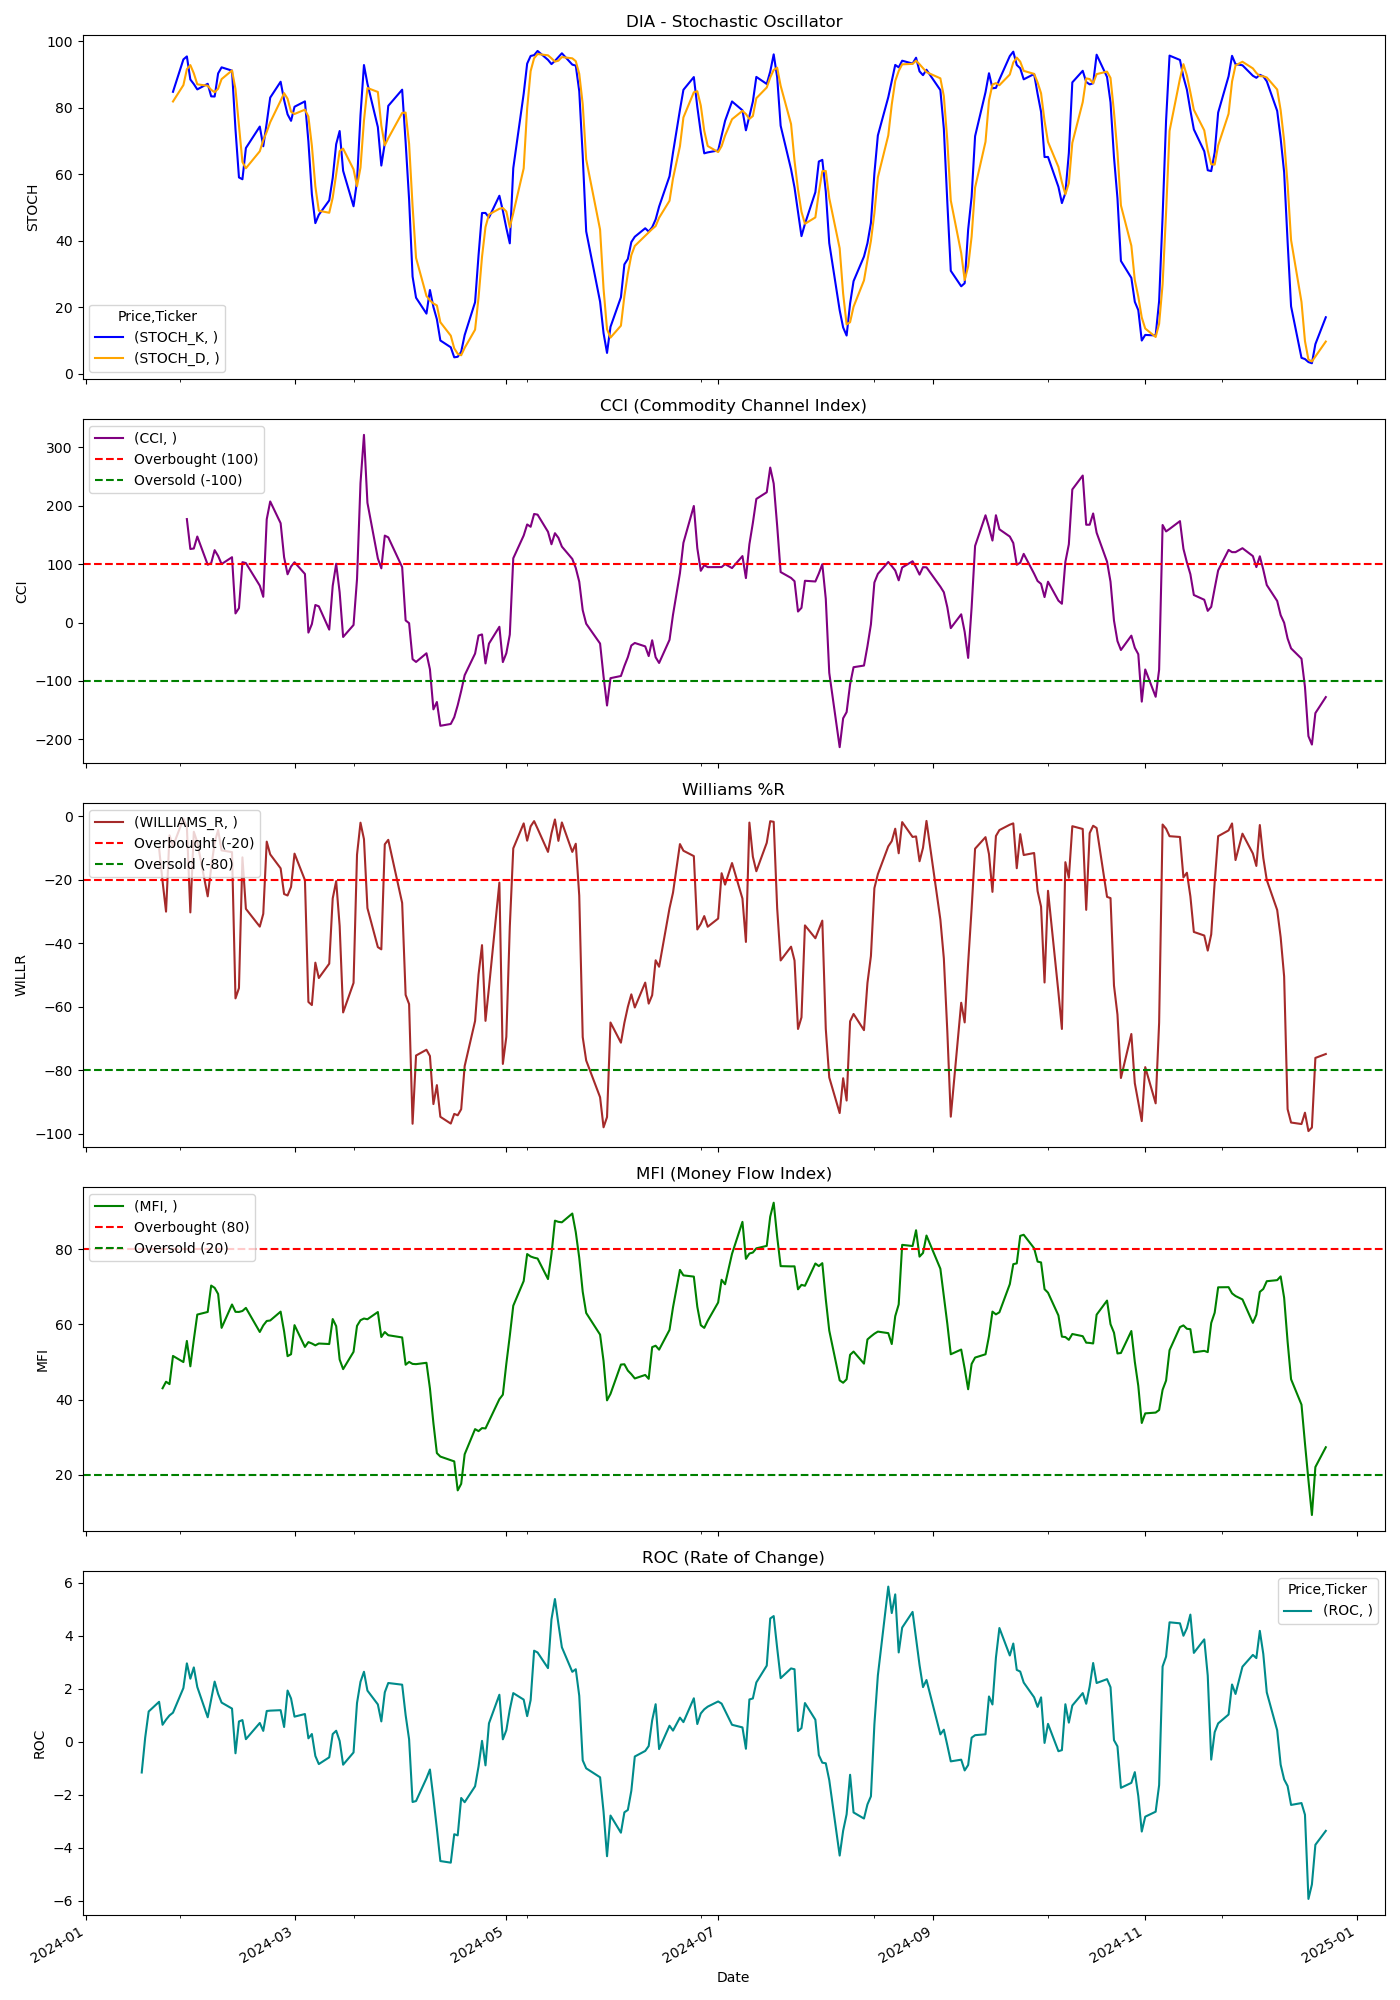 DIA - Stochastic Oscillator
100
80
60
40
20
0
STOCH
Price,Ticker
(STOCH_K, )
(STOCH_D, )
CCI (Commodity Channel Index)
300
200
100
0
−100
−200
CCI
(CCI, )
Overbought (100)
Oversold (-100)
Williams %R
0
−20
−40
−60
−80
−100
WILLR
(WILLIAMS_R, )
Overbought (-20)
Oversold (-80)
MFI (Money Flow Index)
80
60
40
20
MFI
(MFI, )
Overbought (80)
Oversold (20)
ROC (Rate of Change)
6
4
2
0
−2
−4
−6
ROC
Price,Ticker
(ROC, )
2024-01
2024-03
2024-05
2024-07
2024-09
2024-11
2025-01
Date